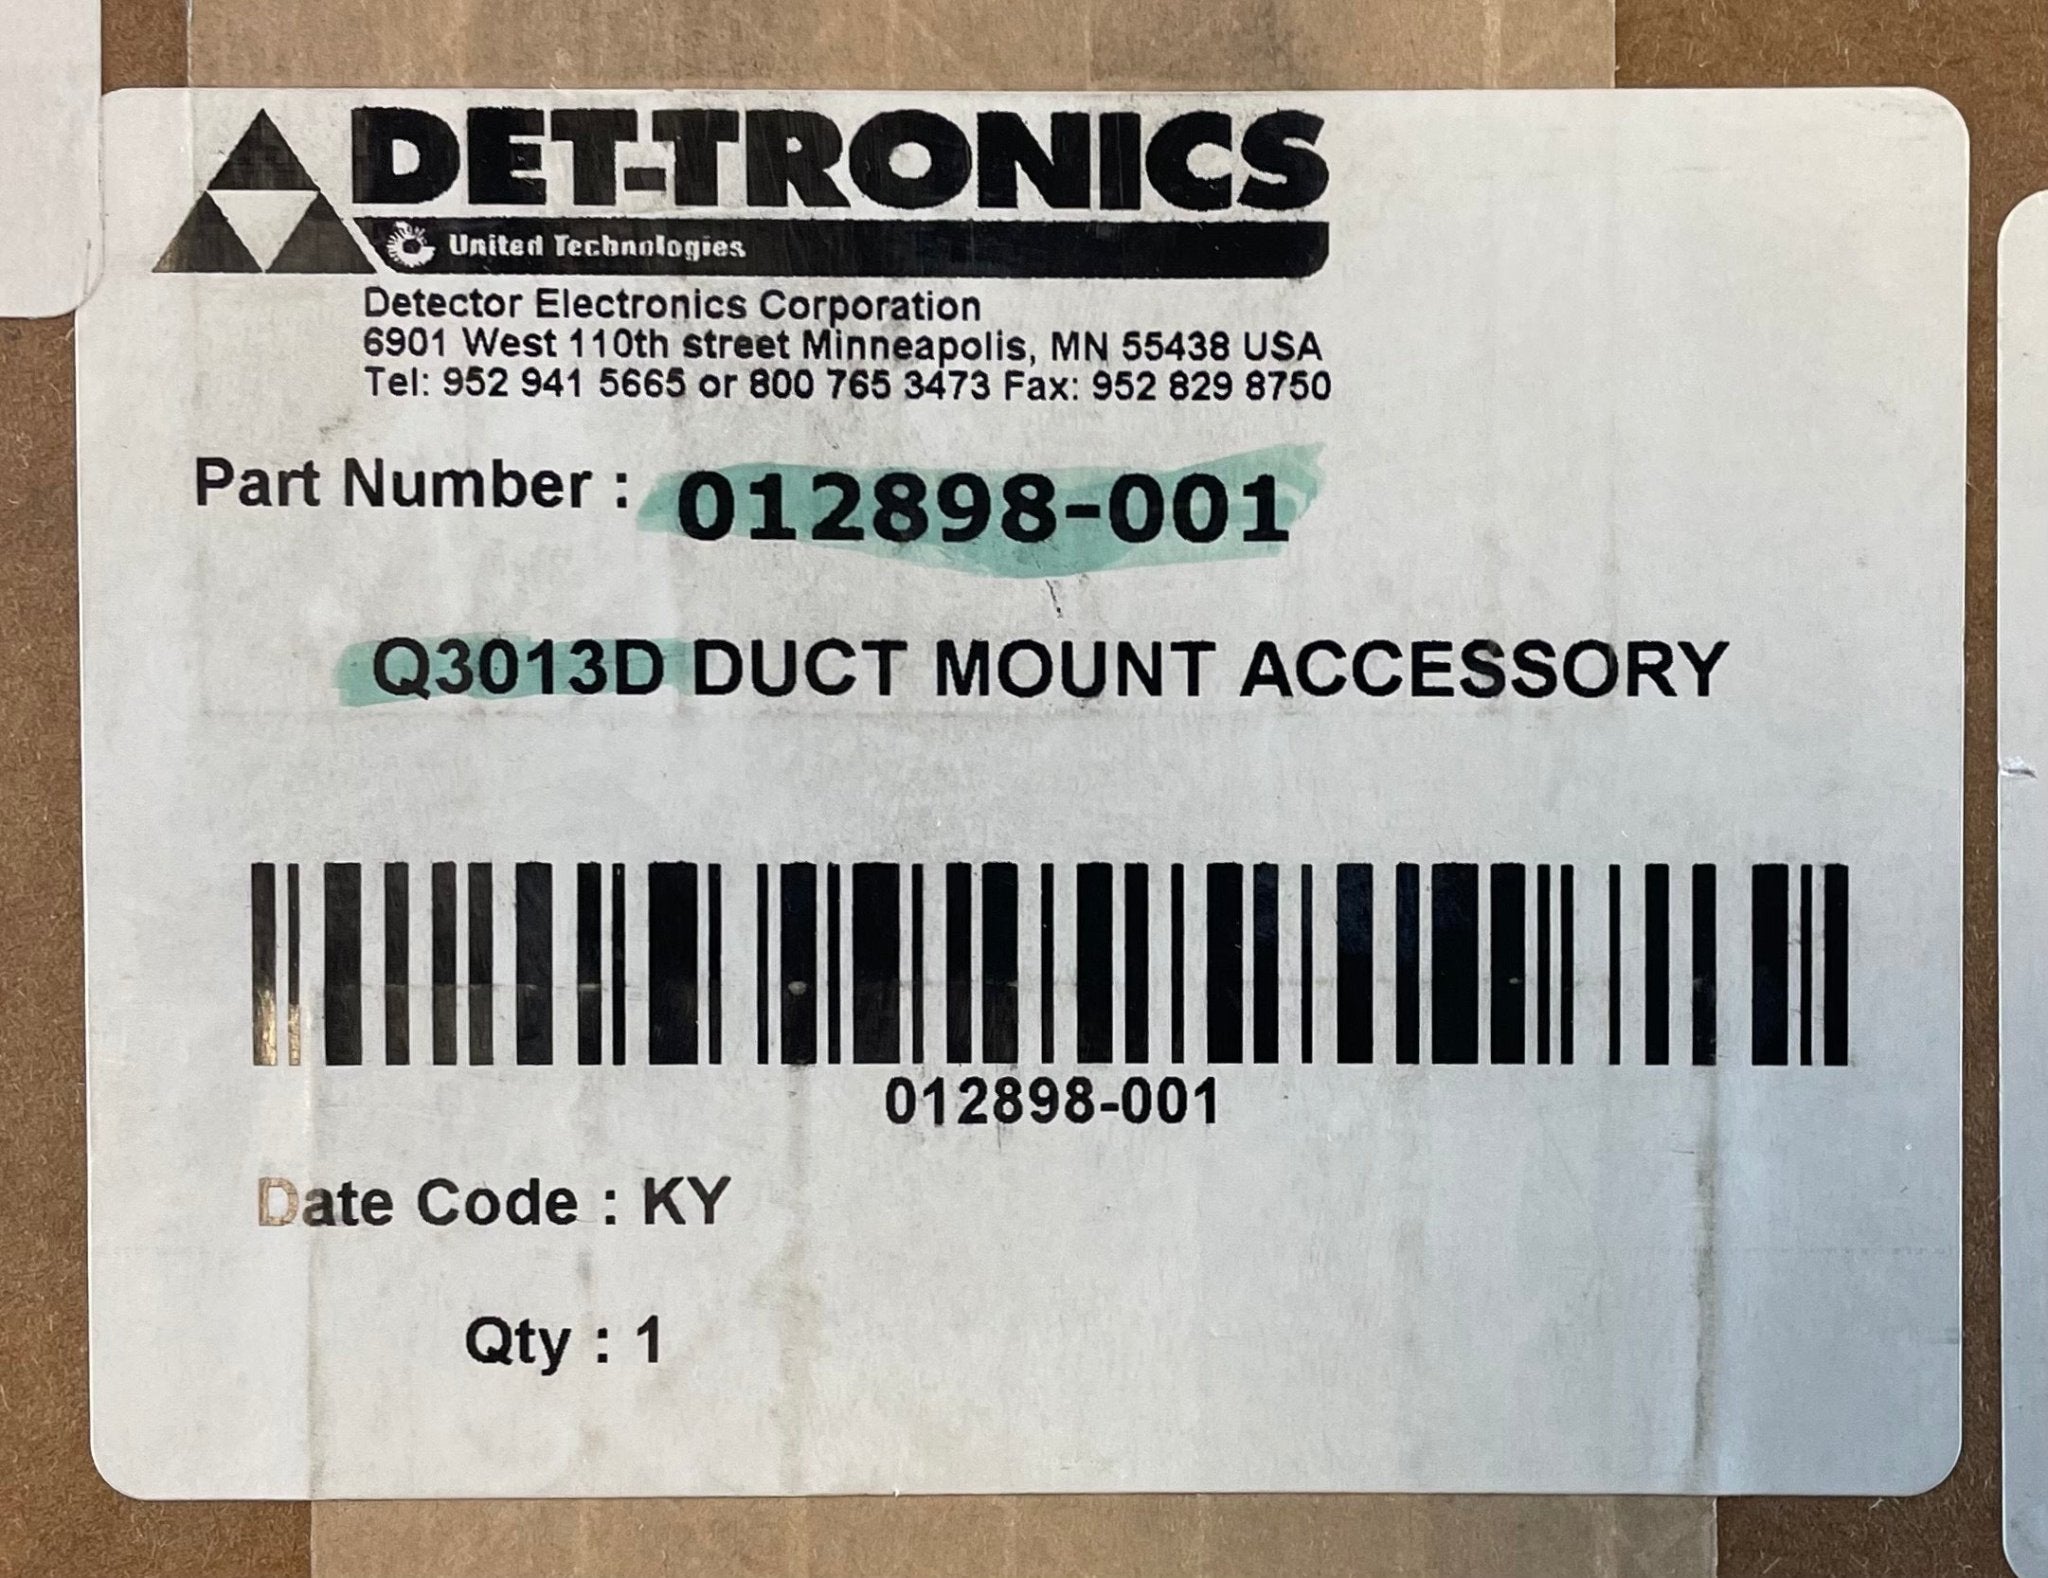 DET-TRONICS
United Technologies
Detector Electronics Corporation
6901 West 110th street Minneapolis, MN 55438 USA
Tel: 952 941 5665 or 800 765 3473 Fax: 952 829 8750
Part Number : 012898-001
Q3013D DUCT MOUNT ACCESSORY
012898-001
Date Code : KY
Qty : 1